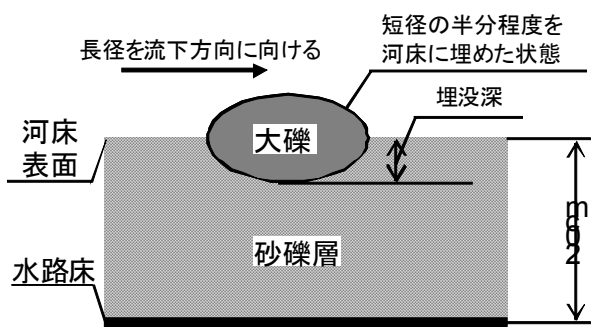 長径を流下方向に向ける
短径の半分程度を
河床に埋めた状態
埋没深
河床
表面
大礫
砂礫層
水路床
20cm